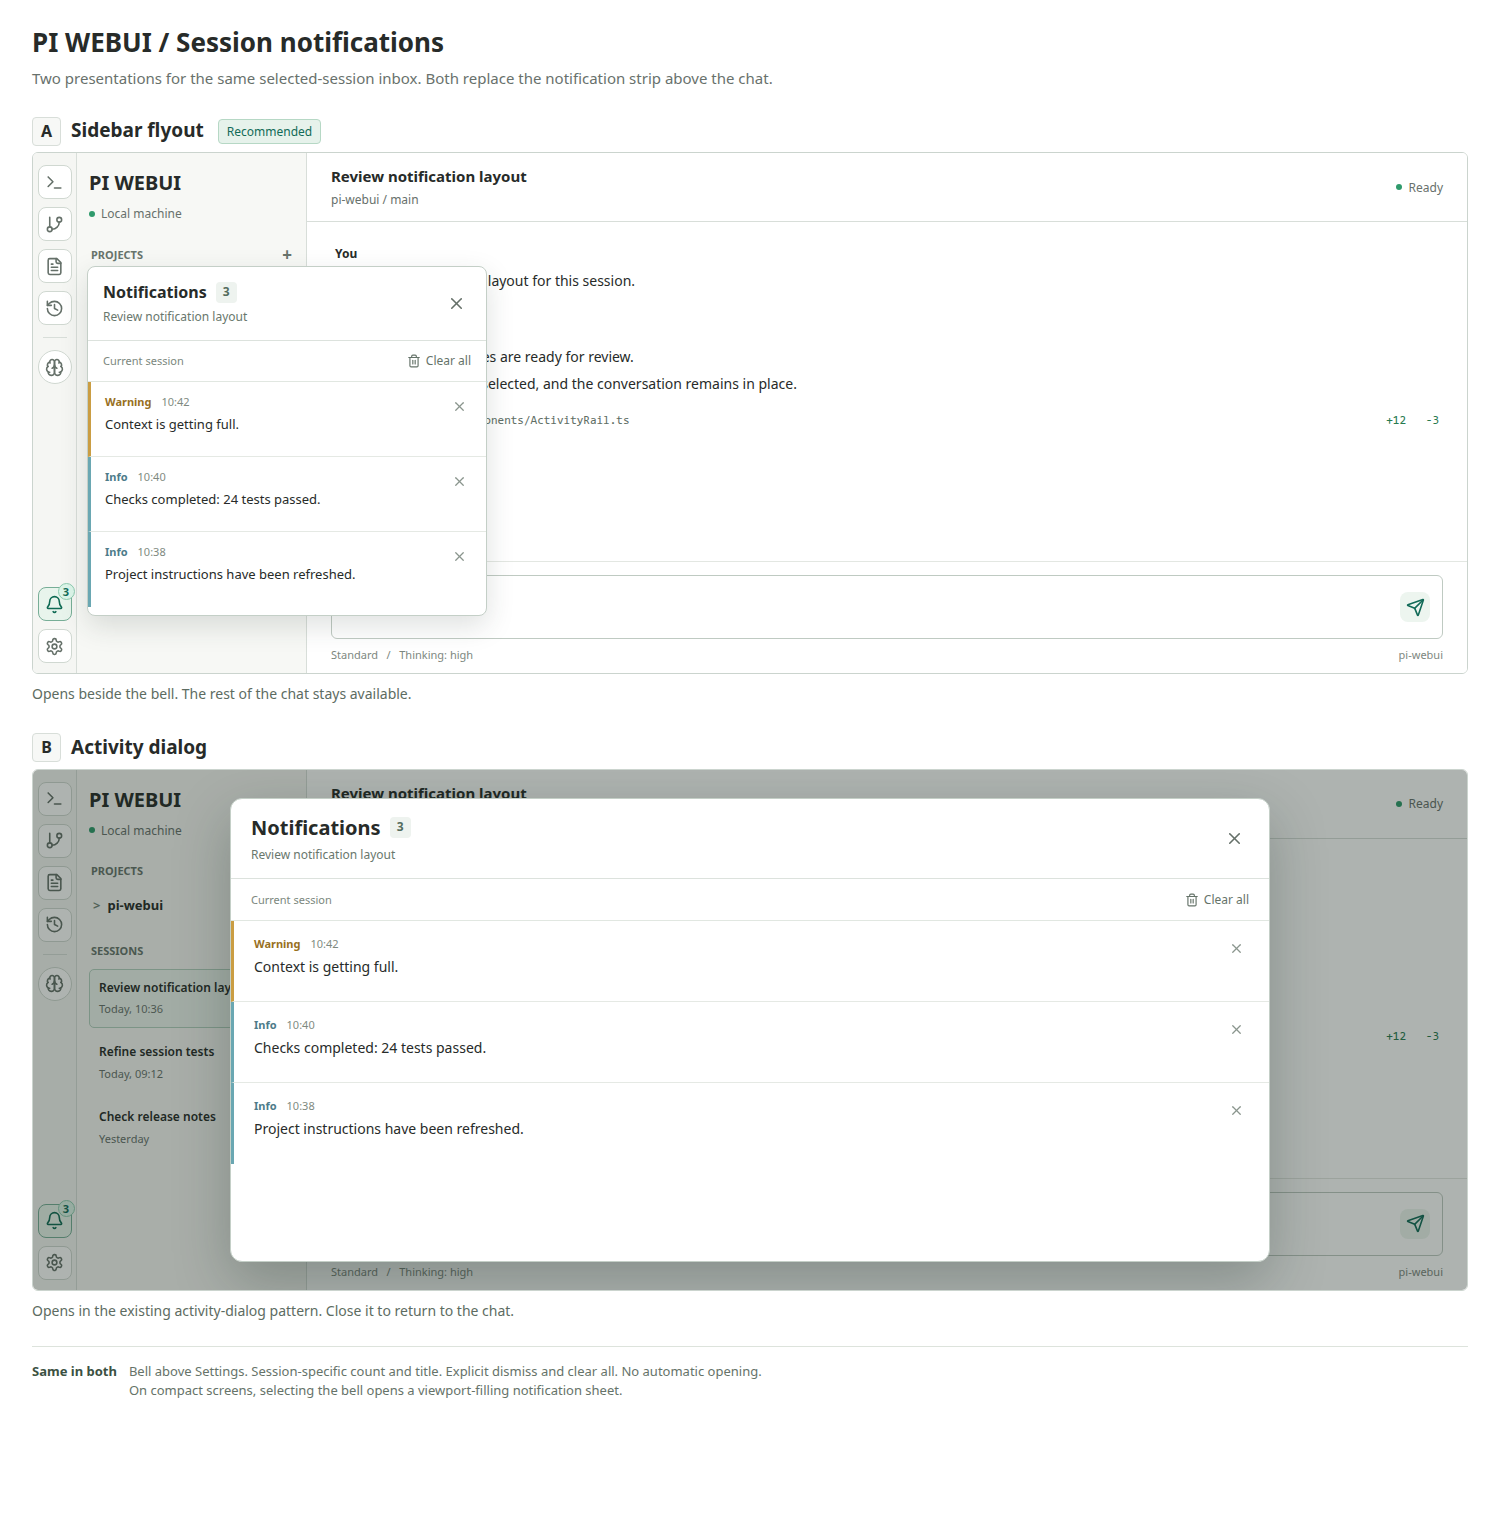 PI WEBUI / Session notifications
Two presentations for the same selected-session inbox. Both replace the notification strip above the chat.
A Sidebar flyout Recommended
PI WEBUI
Local machine
PROJECTS +
Review notification layout
pi-webui / main
Ready
You
layout for this session.
es are ready for review.
selected, and the conversation remains in place.
onents/ActivityRail.ts +12 -3
Notifications 3
Review notification layout
Current session Clear all
Warning 10:42
Context is getting full.
Info 10:40
Checks completed: 24 tests passed.
Info 10:38
Project instructions have been refreshed.
3
Standard / Thinking: high pi-webui
Opens beside the bell. The rest of the chat stays available.
B Activity dialog
PI WEBUI
Local machine
PROJECTS
> pi-webui
SESSIONS
Review notification lay
Today, 10:36
Refine session tests
Today, 09:12
Check release notes
Yesterday
3
Review notification layout
Ready
Notifications 3
Review notification layout
Current session Clear all
Warning 10:42
Context is getting full.
Info 10:40
Checks completed: 24 tests passed.
Info 10:38
Project instructions have been refreshed.
+12 -3
Standard / Thinking: high pi-webui
Opens in the existing activity-dialog pattern. Close it to return to the chat.
Same in both Bell above Settings. Session-specific count and title. Explicit dismiss and clear all. No automatic opening.
On compact screens, selecting the bell opens a viewport-filling notification sheet.